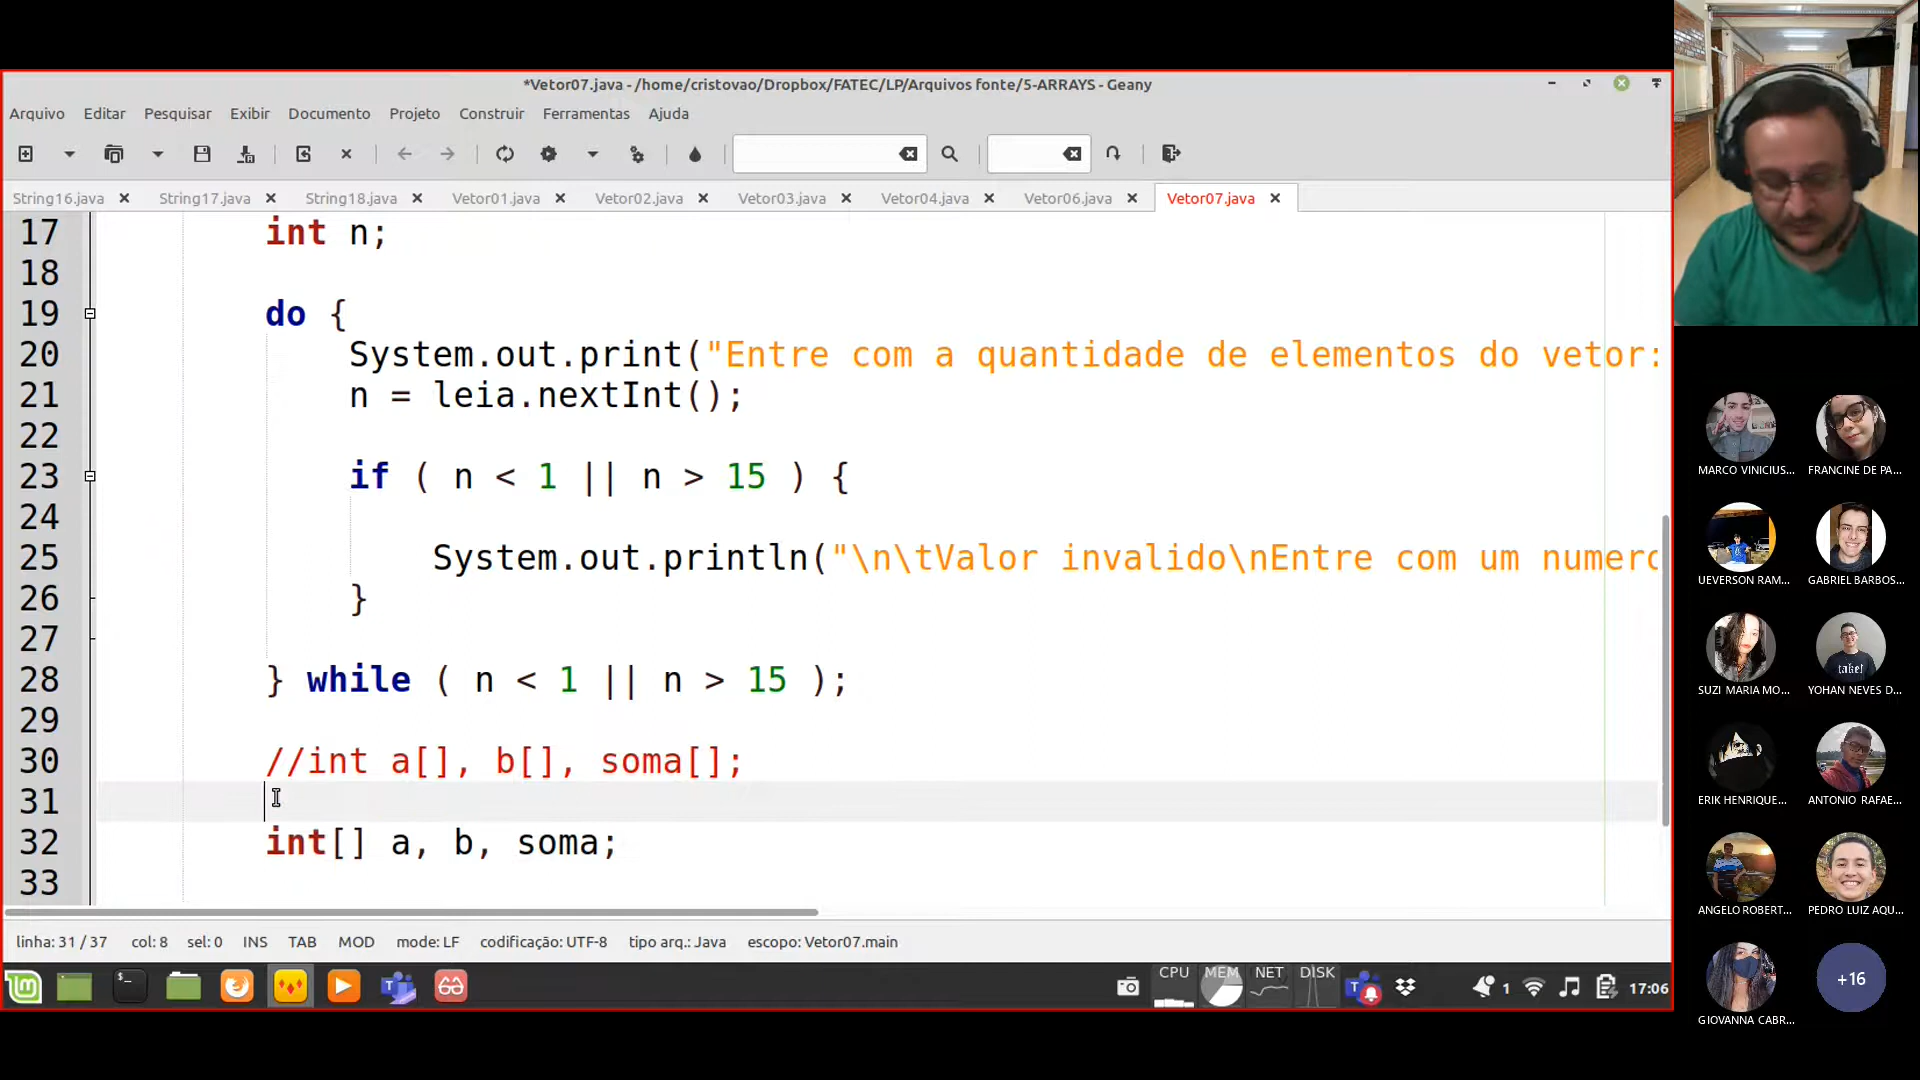 *Vetor07.java - /home/cristovao/Dropbox/FATEC/LP/Arquivos fonte/5-ARRAYS - Geany
Arquivo Editar Pesquisar Exibir Documento Projeto Construir Ferramentas Ajuda
String16.java String17.java String18.java Vetor01.java Vetor02.java Vetor03.java Vetor04.java Vetor06.java Vetor07.java
17 int n;
18
19 do {
20 System.out.print("Entre com a quantidade de elementos do vetor:
21 n = leia.nextInt();
22
23 if ( n < 1 || n > 15 ) {
24
25 System.out.println("\n\tValor invalido\nEntre com um numero
26 }
27
28 } while ( n < 1 || n > 15 );
29
30 //int a[], b[], soma[];
31
32 int[] a, b, soma;
33
linha: 31 / 37 col: 8 sel: 0 INS TAB MOD mode: LF codificação: UTF-8 tipo arq.: Java escopo: Vetor07.main
CPU MEM NET DISK
1 17:06
MARCO VINICIUS... FRANCINE DE PA...
UEVERSON RAM... GABRIEL BARBOS...
takel
SUZI MARIA MO... YOHAN NEVES D...
ERIK HENRIQUE... ANTONIO RAFAE...
ANGELO ROBERT... PEDRO LUIZ AQU...
+16
GIOVANNA CABR...